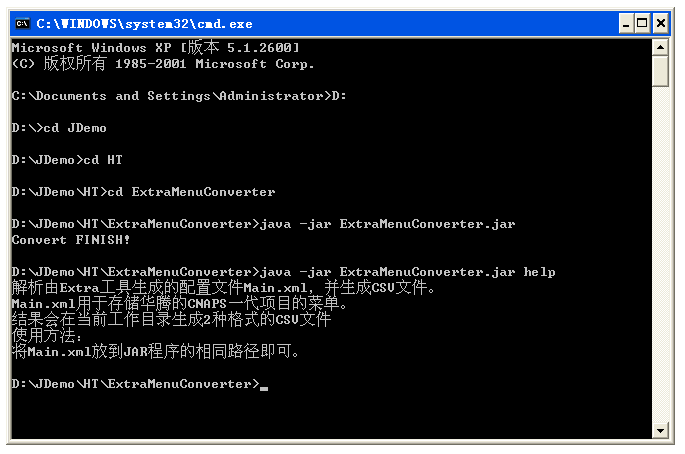 C:\WINDOWS\system32\cmd.exe
Microsoft Windows XP [版本 5.1.2600]
(C) 版权所有 1985-2001 Microsoft Corp.
C:\Documents and Settings\Administrator>D:
D:\>cd JDemo
D:\JDemo>cd HT
D:\JDemo\HT>cd ExtraMenuConverter
D:\JDemo\HT\ExtraMenuConverter>java -jar ExtraMenuConverter.jar
Convert FINISH!
D:\JDemo\HT\ExtraMenuConverter>java -jar ExtraMenuConverter.jar help
解析由Extra工具生成的配置文件Main.xml, 并生成CSV文件。
Main.xml用于存储华腾的CNAPS一代项目的菜单。
结果会在当前工作目录生成2种格式的CSV文件
使用方法:
将Main.xml放到JAR程序的相同路径即可。
D:\JDemo\HT\ExtraMenuConverter>_